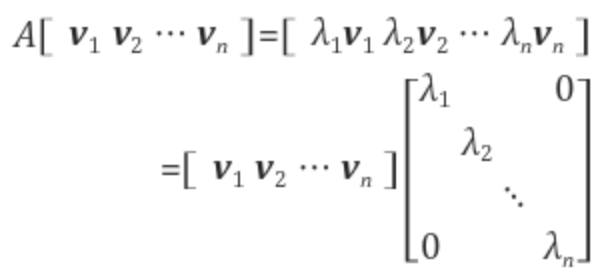 A[ v₁ v₂ ⋯ vₙ ]=[ λ₁v₁ λ₂v₂ ⋯ λₙvₙ ]
=[ v₁ v₂ ⋯ vₙ ][λ₁ 0
λ₂
⋱
0 λₙ]